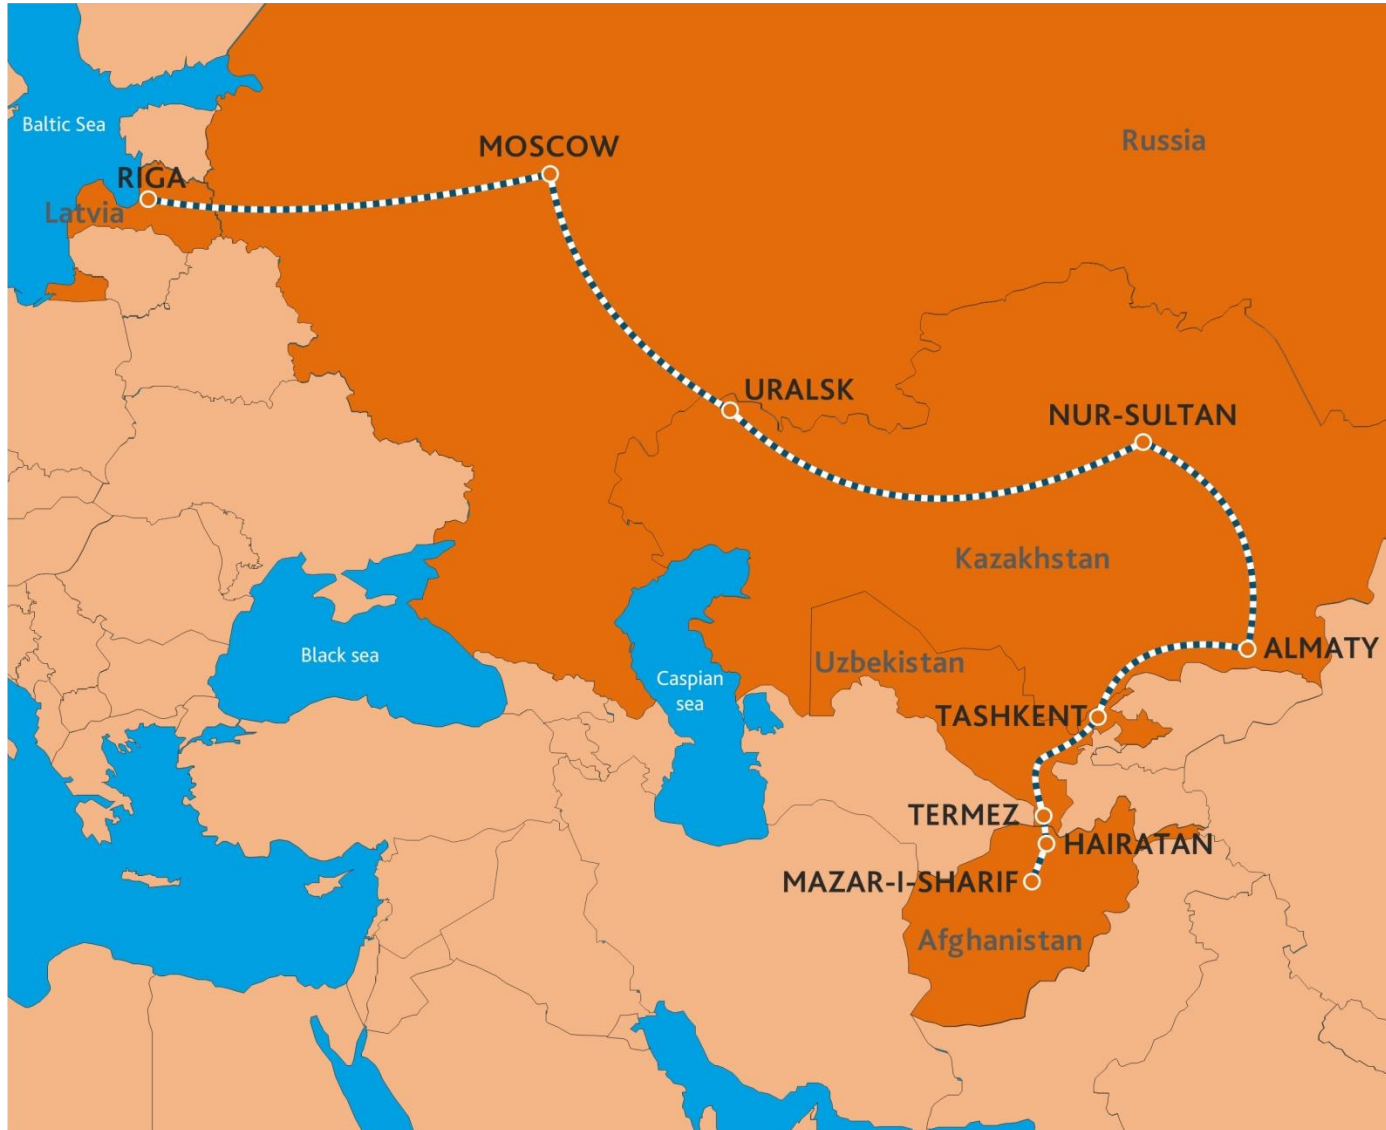 Baltic Sea
MOSCOW
Russia
RIGA
Latvia
URALSK
NUR-SULTAN
Kazakhstan
Black sea
Uzbekistan
ALMATY
Caspian
sea
TASHKENT
TERMEZ
HAIRATAN
MAZAR-I-SHARIF
Afghanistan